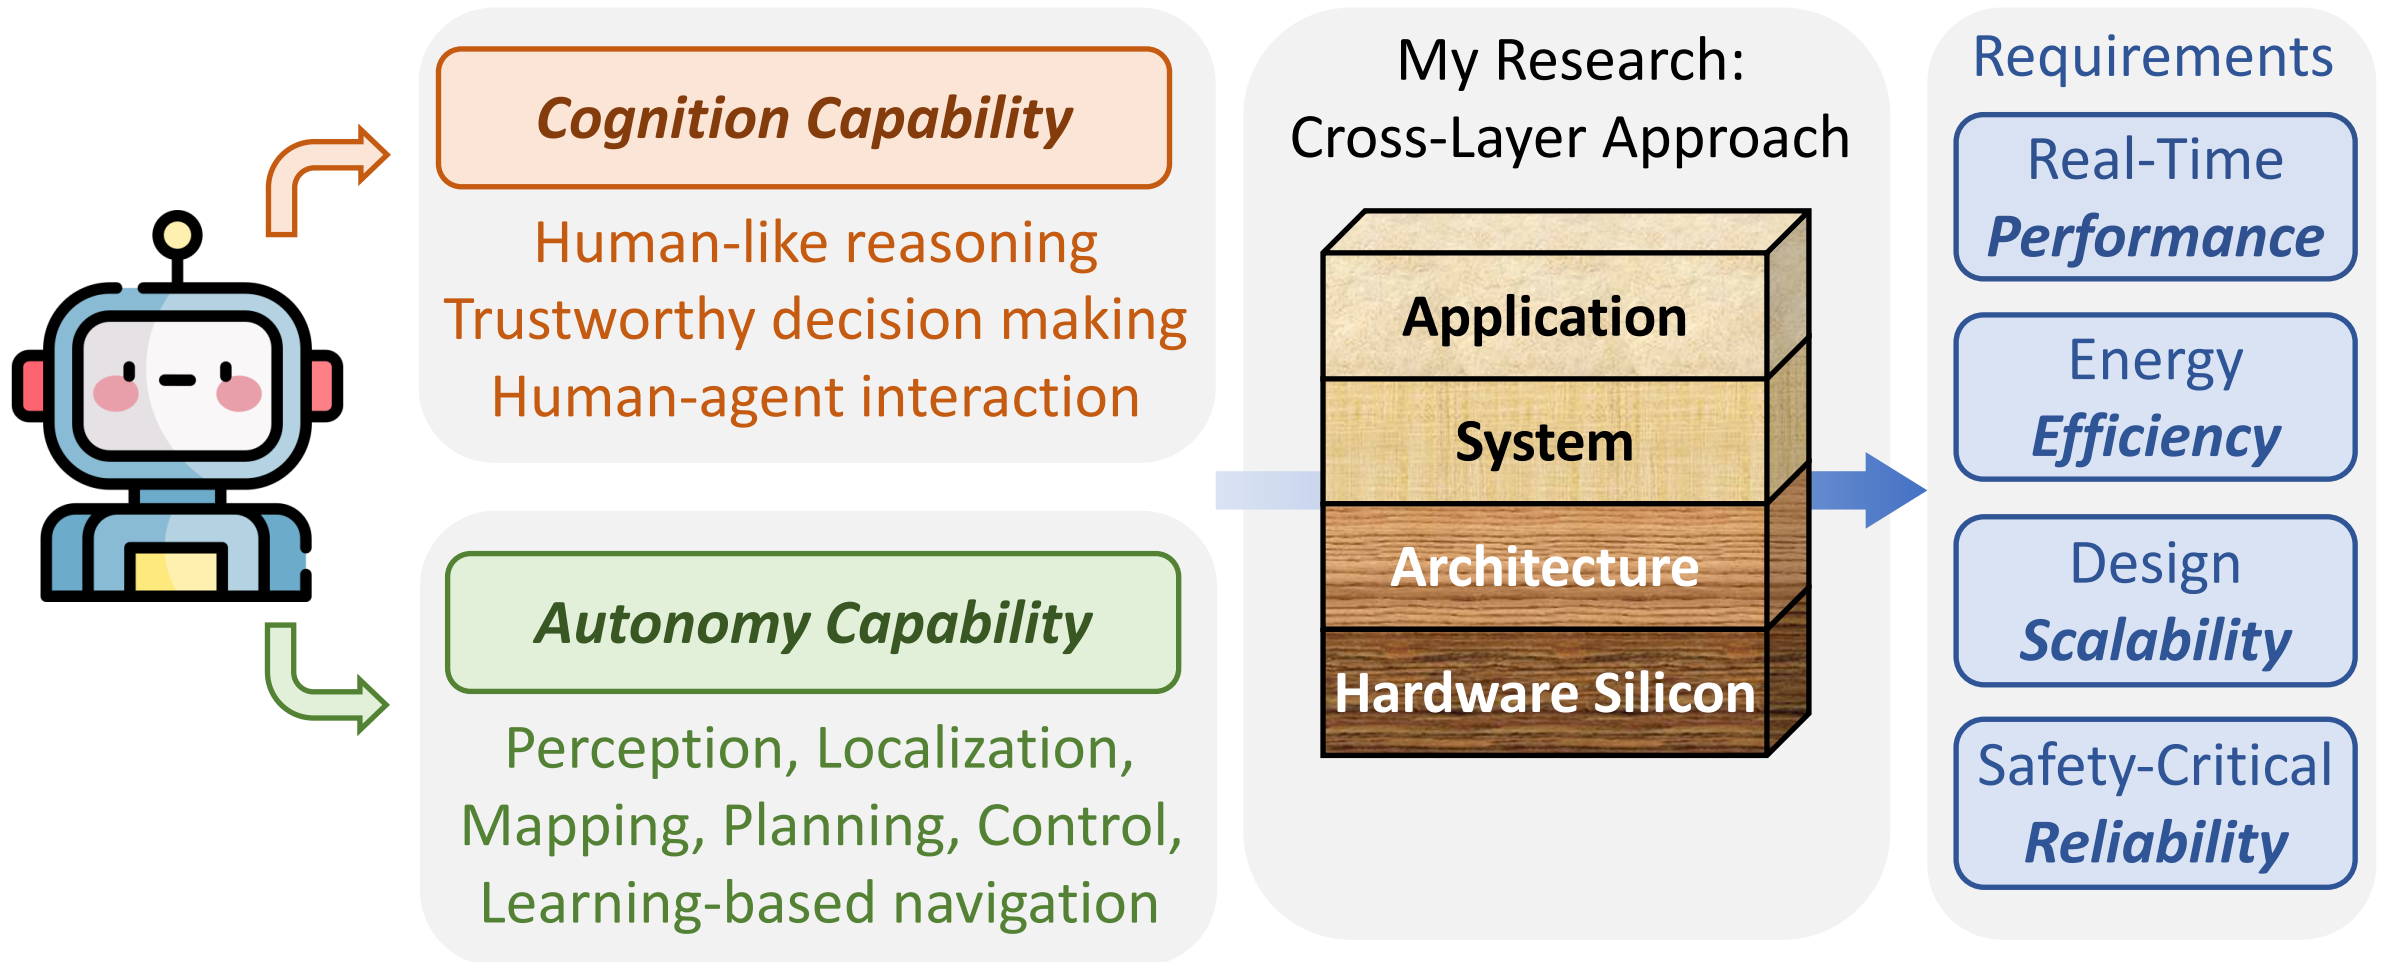 Cognition Capability
Human-like reasoning
Trustworthy decision making
Human-agent interaction
Autonomy Capability
Perception, Localization,
Mapping, Planning, Control,
Learning-based navigation
My Research:
Cross-Layer Approach
Application
System
Architecture
Hardware Silicon
Requirements
Real-Time
Performance
Energy
Efficiency
Design
Scalability
Safety-Critical
Reliability